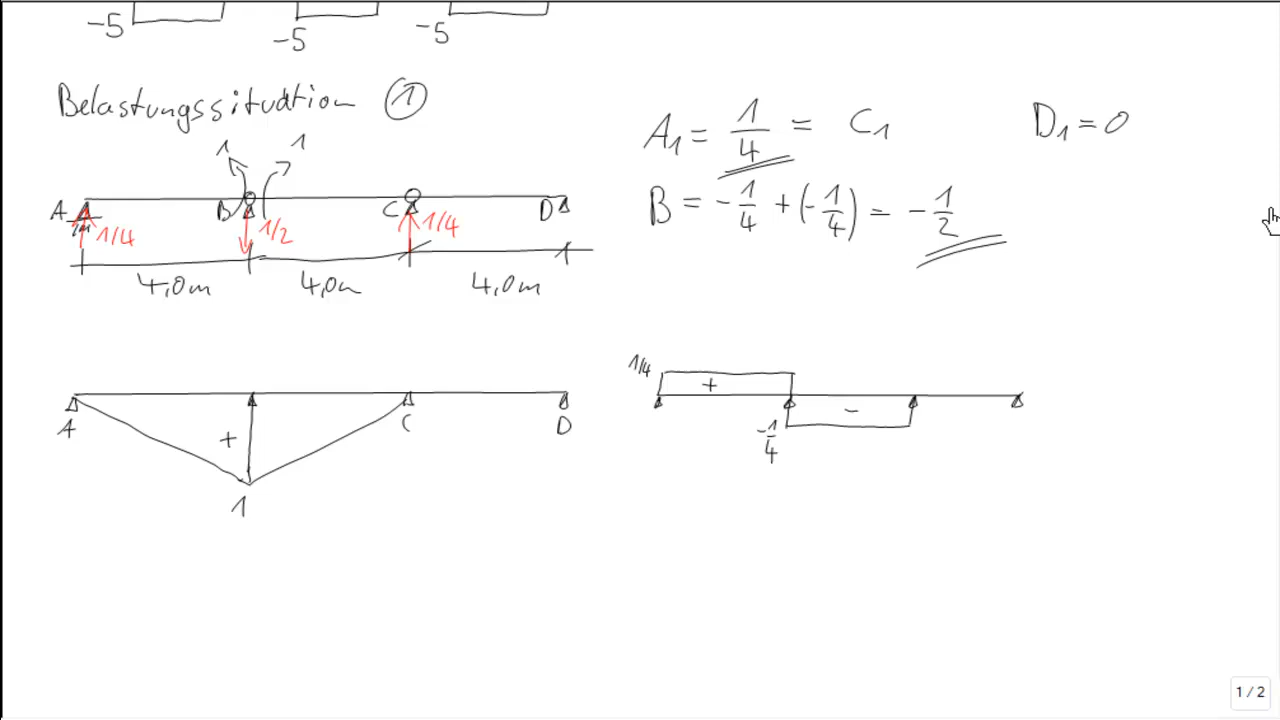 -5 -5 -5
Belastungssituation ①
A₁ = 1/4 = C₁ D₁ = 0
1 1
B = -1/4 + (-1/4) = -1/2
A B C D
1/4 1/2 1/4
4,0m 4,0m 4,0m
1/4
+ -
A C D
+ -1/4
1
1 / 2